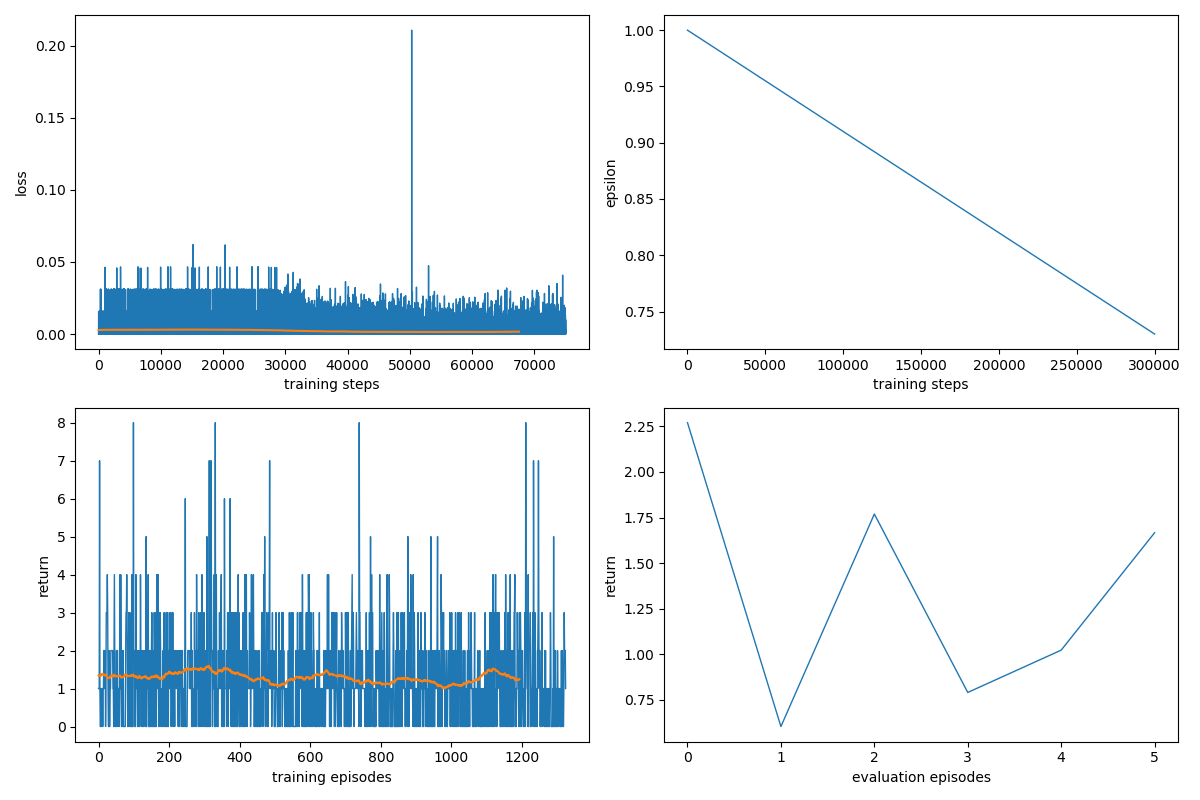 0.20
0.15
0.10
0.05
0.00
loss
0 10000 20000 30000 40000 50000 60000 70000
training steps
1.00
0.95
0.90
0.85
0.80
0.75
epsilon
0 50000 100000 150000 200000 250000 300000
training steps
8
7
6
5
4
3
2
1
0
return
0 200 400 600 800 1000 1200
training episodes
2.25
2.00
1.75
1.50
1.25
1.00
0.75
return
0 1 2 3 4 5
evaluation episodes